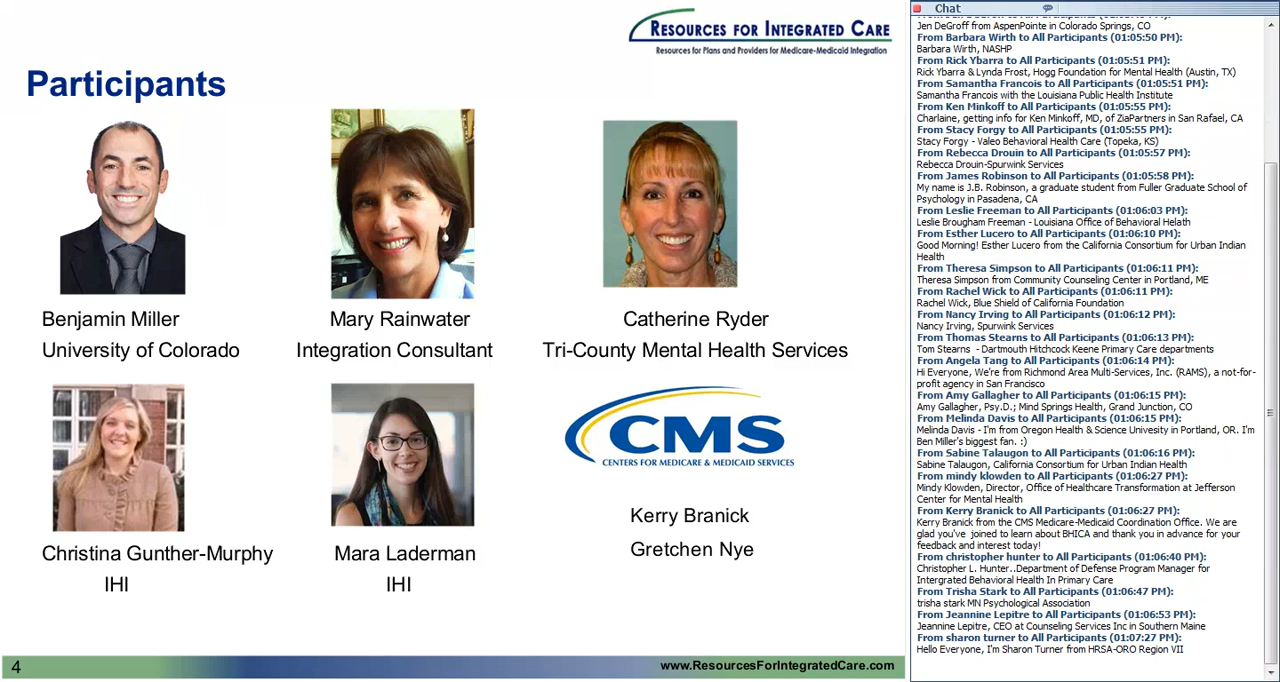 RESOURCES FOR INTEGRATED CARE
Resources for Plans and Providers for Medicare-Medicaid Integration
Participants
Benjamin Miller
University of Colorado
Mary Rainwater
Integration Consultant
Catherine Ryder
Tri-County Mental Health Services
Christina Gunther-Murphy
IHI
Mara Laderman
IHI
CMS
CENTERS FOR MEDICARE & MEDICAID SERVICES
Kerry Branick
Gretchen Nye
4
www.ResourcesForIntegratedCare.com
Chat
Jen DeGroff from AspenPointe in Colorado Springs, CO
From Barbara Wirth to All Participants (01:05:50 PM):
Barbara Wirth, NASHP
From Rick Ybarra to All Participants (01:05:51 PM):
Rick Ybarra & Lynda Frost, Hogg Foundation for Mental Health (Austin, TX)
From Samantha Francois to All Participants (01:05:51 PM):
Samantha Francois with the Louisiana Public Health Institute
From Ken Minkoff to All Participants (01:05:55 PM):
Charlaine, getting info for Ken Minkoff, MD, of ZiaPartners in San Rafael, CA
From Stacy Forgy to All Participants (01:05:55 PM):
Stacy Forgy - Valeo Behavioral Health Care (Topeka, KS)
From Rebecca Drouin to All Participants (01:05:57 PM):
Rebecca Drouin-Spurwink Services
From James Robinson to All Participants (01:05:58 PM):
My name is J.B. Robinson, a graduate student from Fuller Graduate School of
Psychology in Pasadena, CA
From Leslie Freeman to All Participants (01:06:03 PM):
Leslie Brougham Freeman - Louisiana Office of Behavioral Helath
From Esther Lucero to All Participants (01:06:10 PM):
Good Morning! Esther Lucero from the California Consortium for Urban Indian
Health
From Theresa Simpson to All Participants (01:06:11 PM):
Theresa Simpson from Community Counseling Center in Portland, ME
From Rachel Wick to All Participants (01:06:11 PM):
Rachel Wick, Blue Shield of California Foundation
From Nancy Irving to All Participants (01:06:12 PM):
Nancy Irving, Spurwink Services
From Thomas Stearns to All Participants (01:06:13 PM):
Tom Stearns - Dartmouth Hitchcock Keene Primary Care departments
From Angela Tang to All Participants (01:06:14 PM):
Hi Everyone, We're from Richmond Area Multi-Services, Inc. (RAMS), a not-for-
profit agency in San Francisco
From Amy Gallagher to All Participants (01:06:15 PM):
Amy Gallagher, Psy.D.; Mind Springs Health, Grand Junction, CO
From Melinda Davis to All Participants (01:06:15 PM):
Melinda Davis - I'm from Oregon Health & Science Univesity in Portland, OR. I'm
Ben Miller's biggest fan. :)
From Sabine Talaugon to All Participants (01:06:16 PM):
Sabine Talaugon, California Consortium for Urban Indian Health
From mindy klowden to All Participants (01:06:27 PM):
Mindy Klowden, Director, Office of Healthcare Transformation at Jefferson
Center for Mental Health
From Kerry Branick to All Participants (01:06:27 PM):
Kerry Branick from the CMS Medicare-Medicaid Coordination Office. We are
glad you've joined to learn about BHICA and thank you in advance for your
feedback and interest today!
From christopher hunter to All Participants (01:06:40 PM):
Christopher L. Hunter..Department of Defense Program Manager for
Intergrated Behavioral Health In Primary Care
From Trisha Stark to All Participants (01:06:47 PM):
trisha stark MN Psychological Association
From Jeannine Lepitre to All Participants (01:06:53 PM):
Jeannine Lepitre, CEO at Counseling Services Inc in Southern Maine
From sharon turner to All Participants (01:07:27 PM):
Hello Everyone, I'm Sharon Turner from HRSA-ORO Region VII